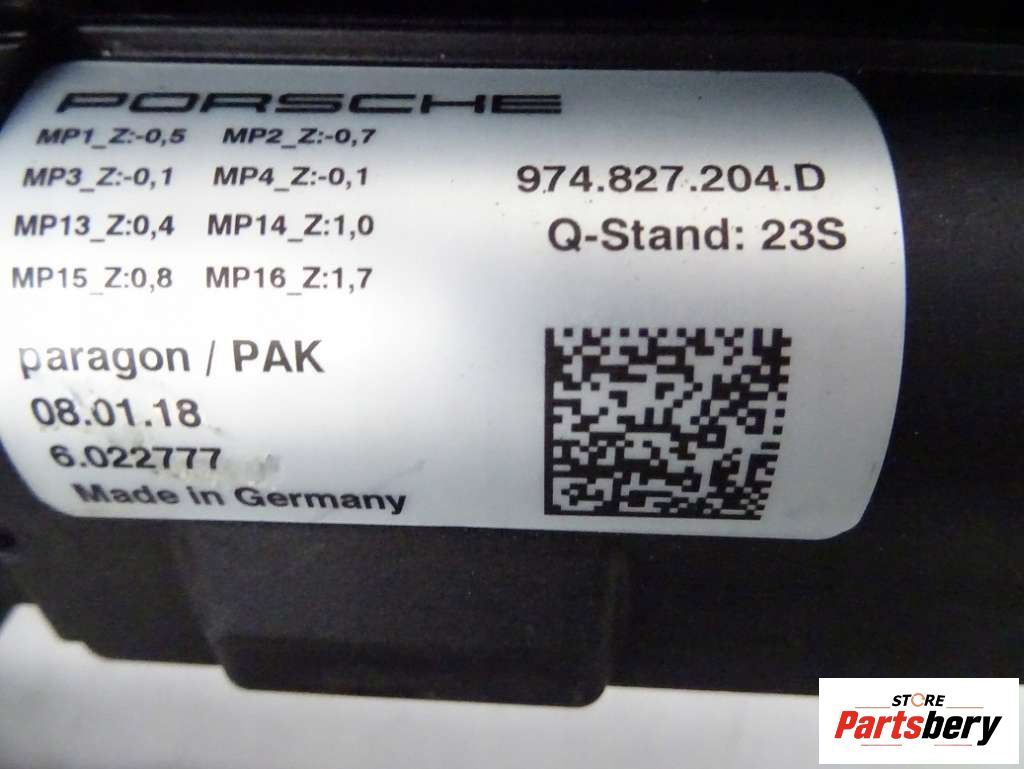 PORSCHE
MP1_Z:-0,5 MP2_Z:-0,7
MP3_Z:-0,1 MP4_Z:-0,1
MP13_Z:0,4 MP14_Z:1,0
MP15_Z:0,8 MP16_Z:1,7
974.827.204.D
Q-Stand: 23S
paragon / PAK
08.01.18
6.022777
Made in Germany
STORE
Partsbery